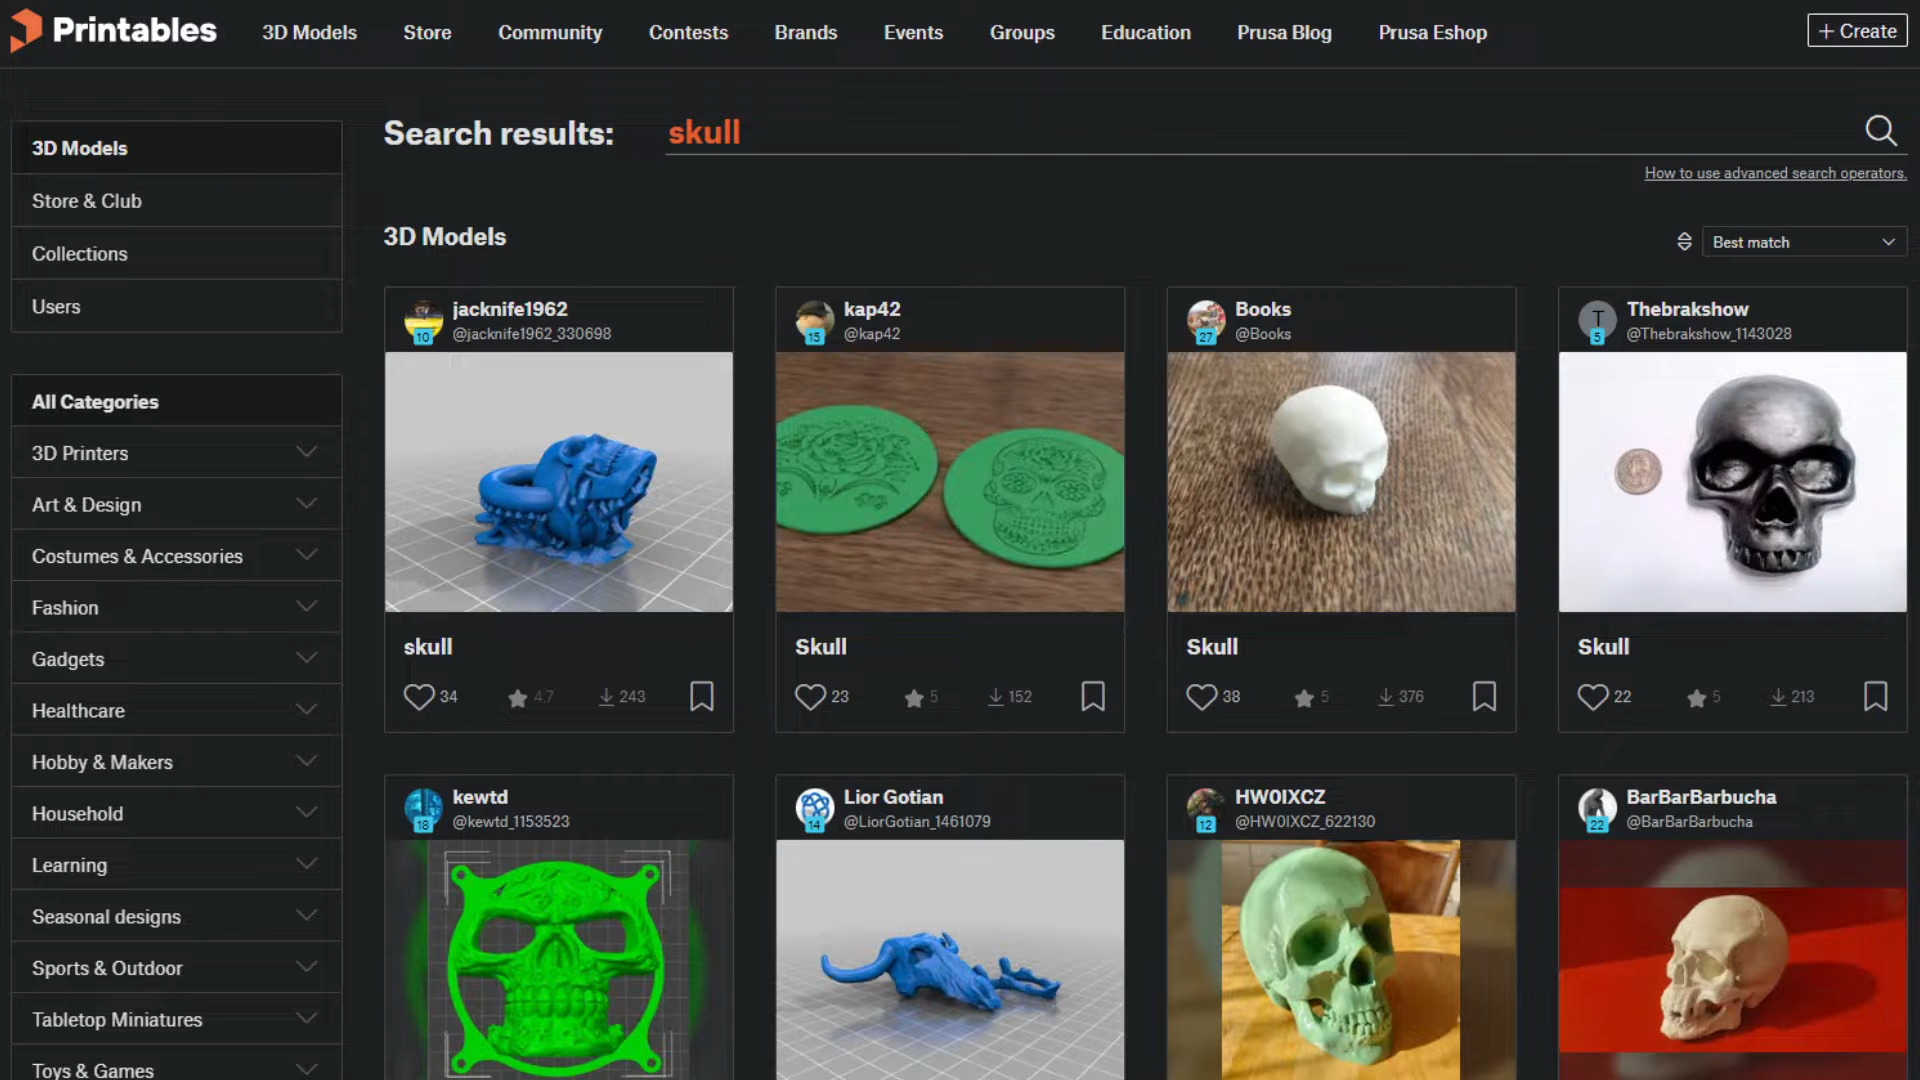 Printables
3D Models
Store
Community
Contests
Brands
Events
Groups
Education
Prusa Blog
Prusa Eshop
+ Create
3D Models
Store & Club
Collections
Users
All Categories
3D Printers
Art & Design
Costumes & Accessories
Fashion
Gadgets
Healthcare
Hobby & Makers
Household
Learning
Seasonal designs
Sports & Outdoor
Tabletop Miniatures
Toys & Games
Search results: skull
How to use advanced search operators.
3D Models
Best match
jacknife1962
10
@jacknife1962_330698
skull
34
4.7
243
kap42
15
@kap42
Skull
23
5
152
Books
27
@Books
Skull
38
5
376
Thebrakshow
T
5
@Thebrakshow_1143028
Skull
22
5
213
kewtd
18
@kewtd_1153523
Lior Gotian
14
@LiorGotian_1461079
HW0IXCZ
12
@HW0IXCZ_622130
BarBarBarbucha
22
@BarBarBarbucha